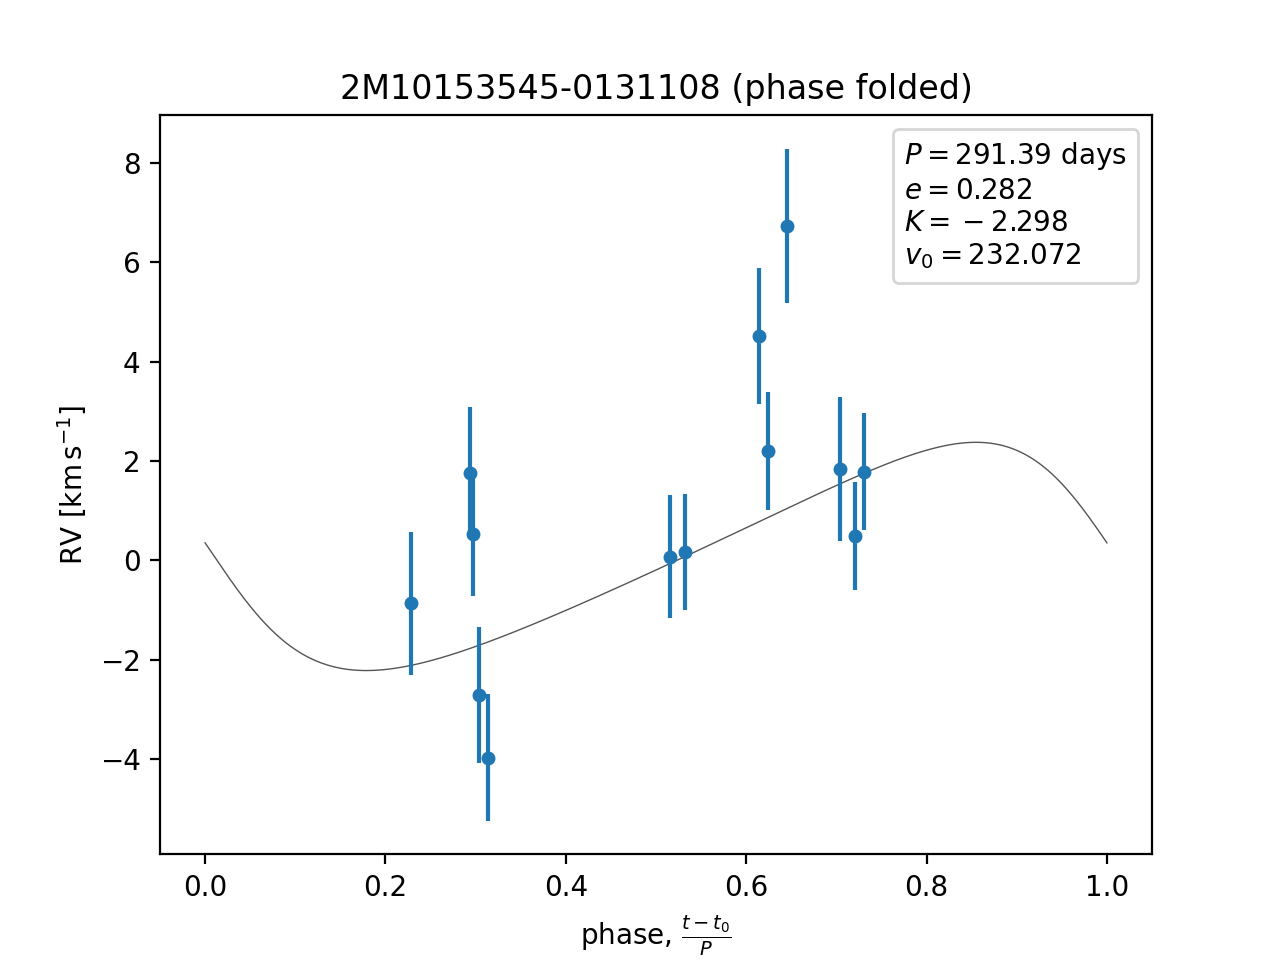 2M10153545-0131108 (phase folded)
P = 291.39 days
e = 0.282
K = −2.298
v₀ = 232.072
8
6
4
2
0
−2
−4
RV [km s⁻¹]
0.0 0.2 0.4 0.6 0.8 1.0
phase, (t − t₀)/P